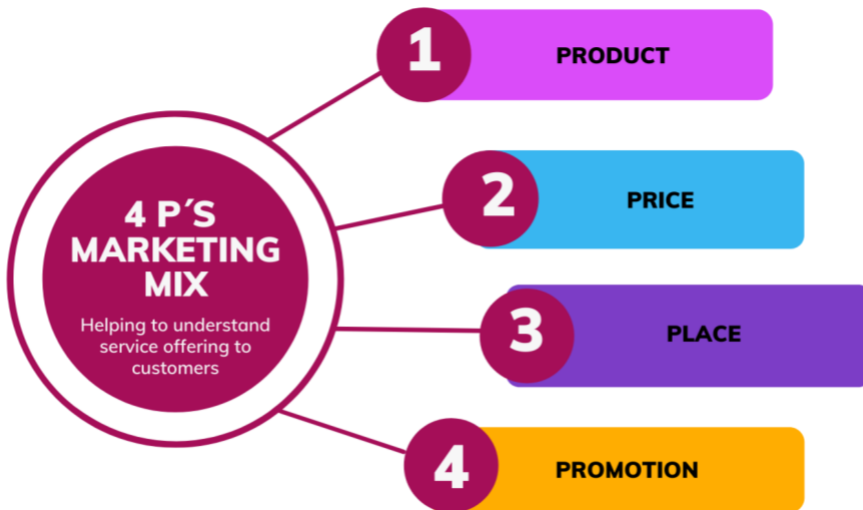 4 P´S
MARKETING
MIX
Helping to understand
service offering to
customers
1
PRODUCT
2
PRICE
3
PLACE
4
PROMOTION